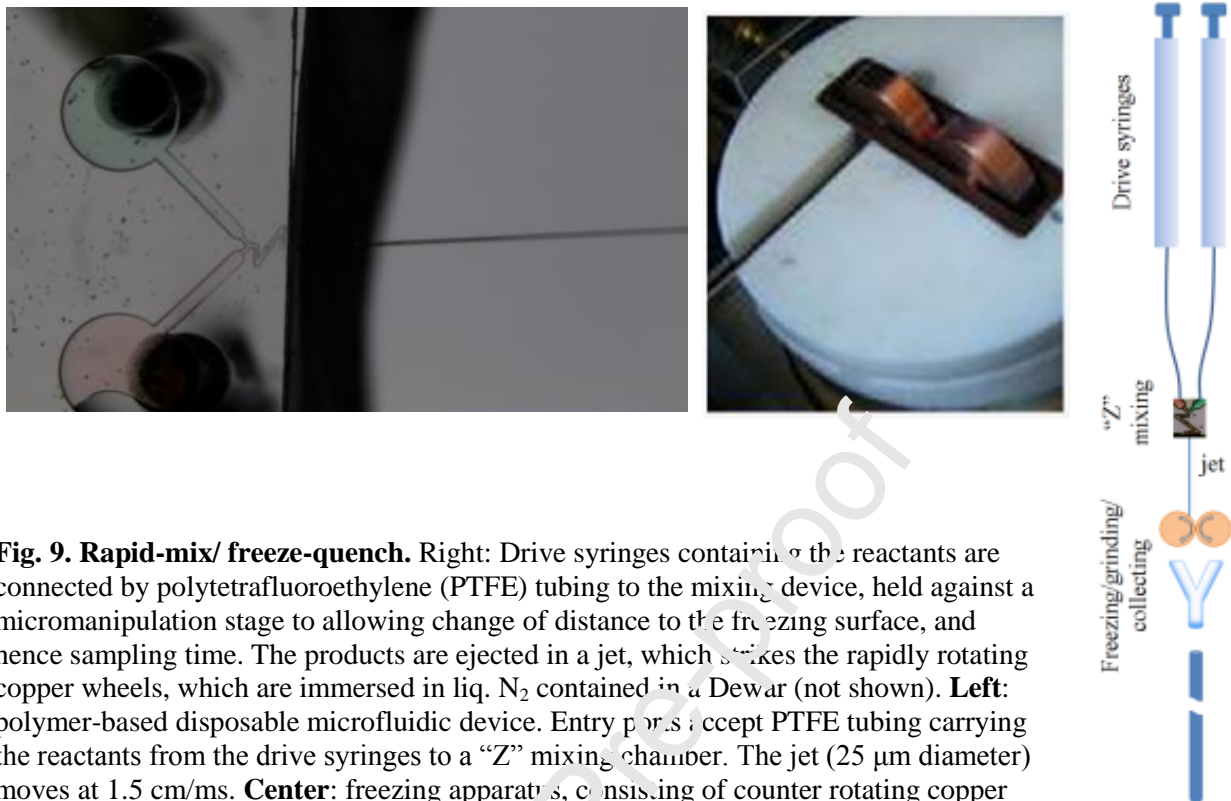 Drive syringes
"Z"
mixing
jet
Freezing/grinding/
collecting
Fig. 9. Rapid-mix/ freeze-quench. Right: Drive syringes containing the reactants are
connected by polytetrafluoroethylene (PTFE) tubing to the mixing device, held against a
micromanipulation stage to allowing change of distance to the freezing surface, and
hence sampling time. The products are ejected in a jet, which strikes the rapidly rotating
copper wheels, which are immersed in liq. N₂ contained in a Dewar (not shown). Left:
polymer-based disposable microfluidic device. Entry ports accept PTFE tubing carrying
the reactants from the drive syringes to a "Z" mixing chamber. The jet (25 μm diameter)
moves at 1.5 cm/ms. Center: freezing apparatus, consisting of counter rotating copper
Pre-proof